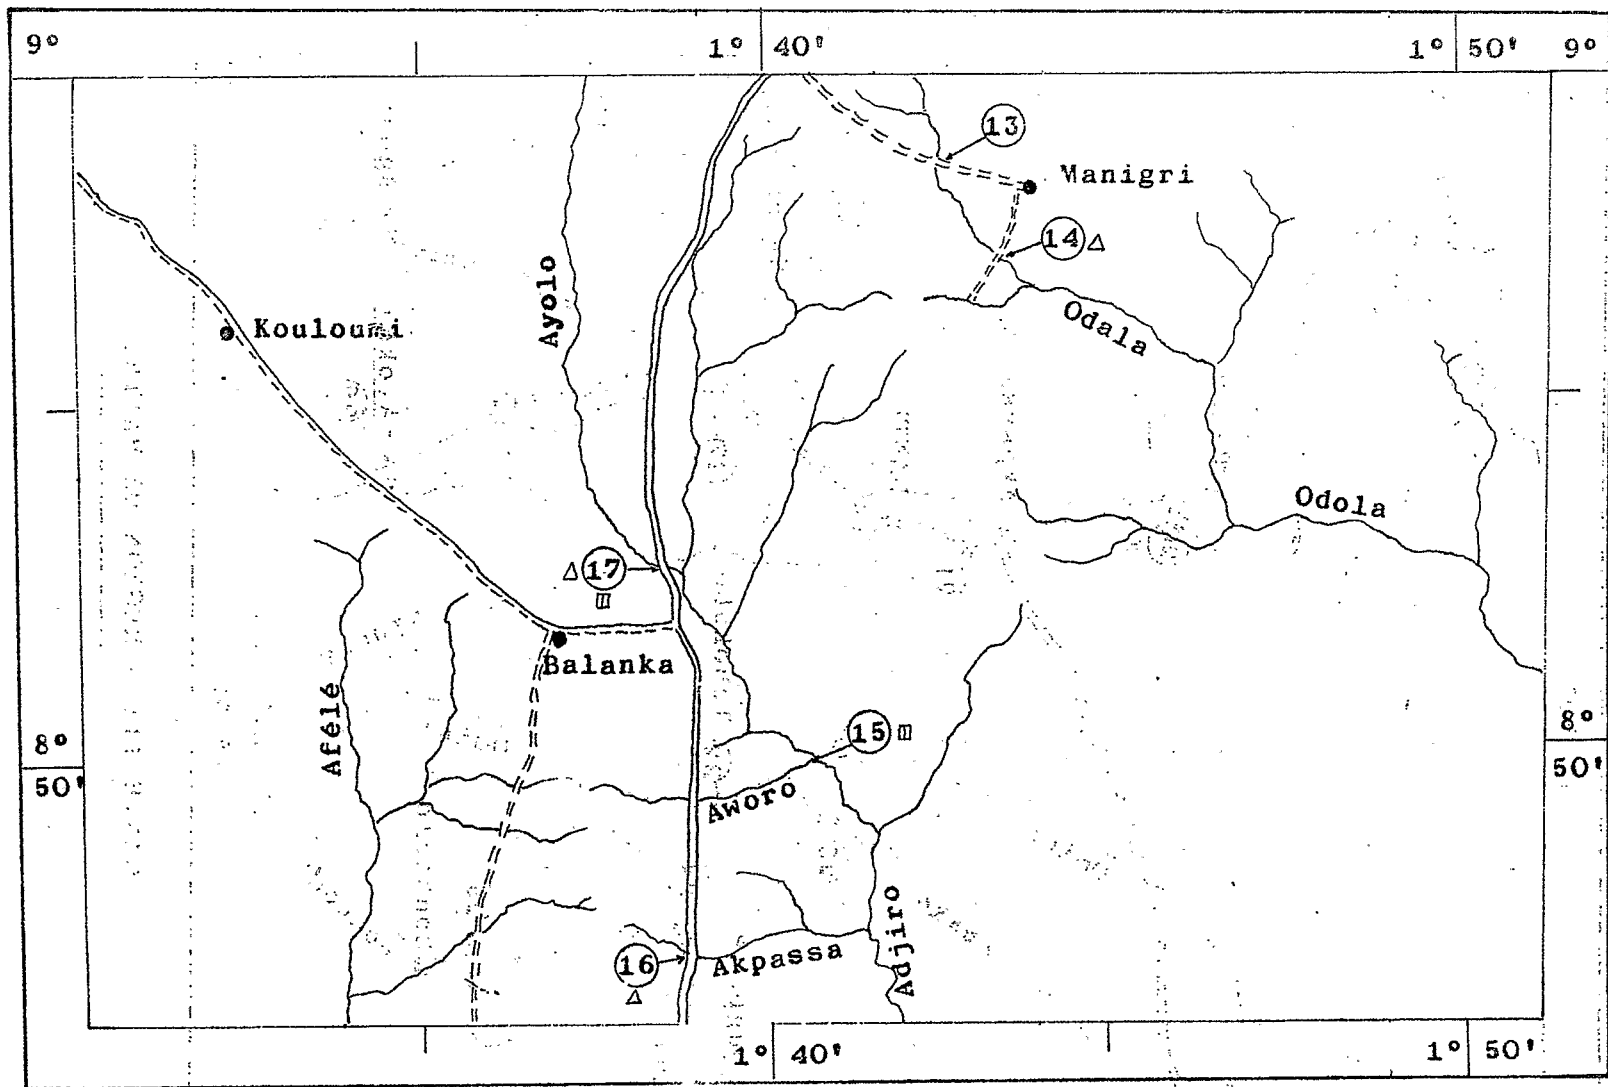 9° 1° 40' 1° 50' 9°
13
Manigri
14
Ayolo
Kouloumi
Odala
Odola
17
Balanka
Afélé
15
8° 50'
8° 50'
Aworo
Adjiro
16
Akpassa
1° 40' 1° 50'